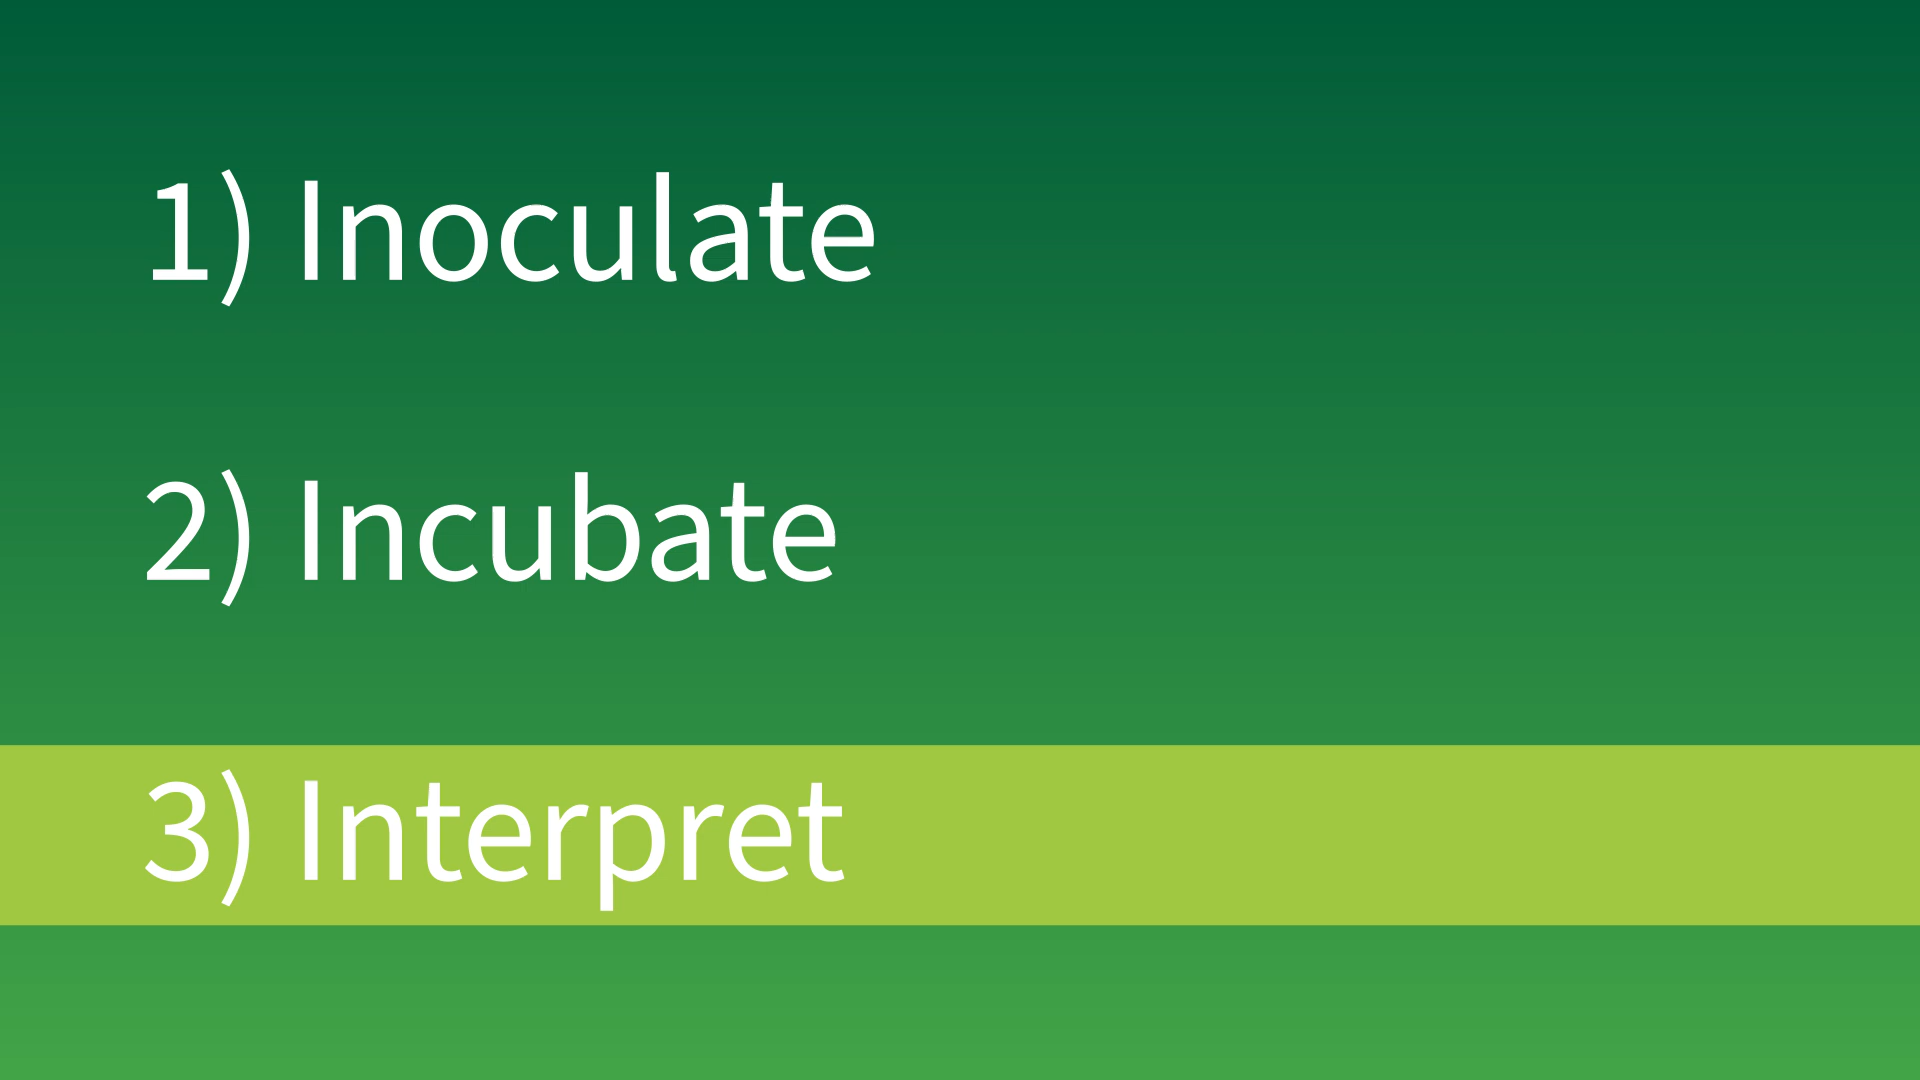 1) Inoculate
2) Incubate
3) Interpret